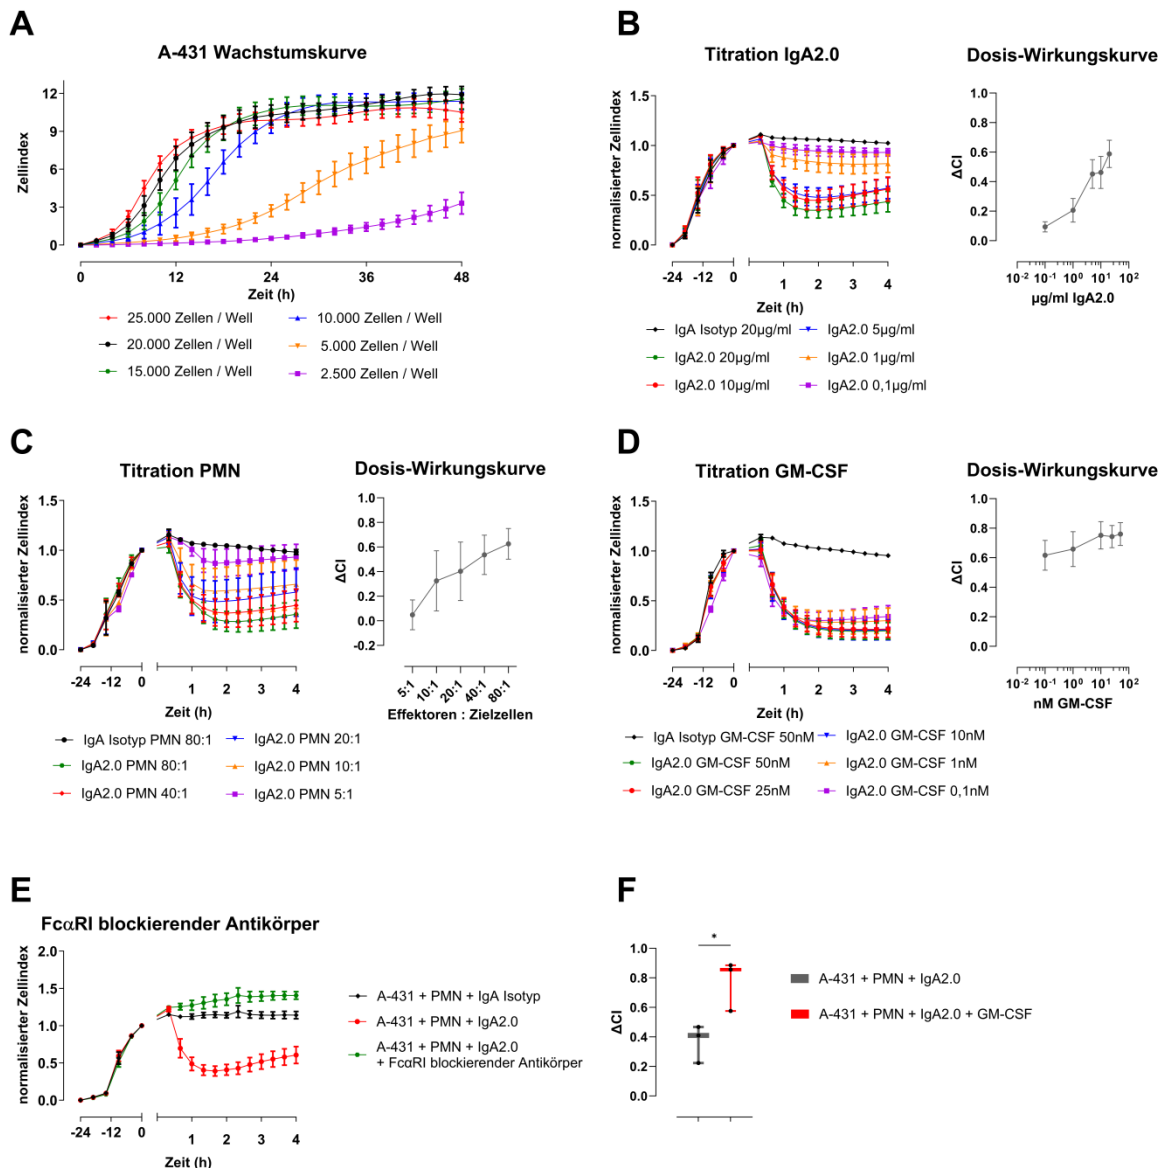 A
A-431 Wachstumskurve
Zellindex
12
9
6
3
0
0 12 24 36 48
Zeit (h)
25.000 Zellen / Well
20.000 Zellen / Well
15.000 Zellen / Well
10.000 Zellen / Well
5.000 Zellen / Well
2.500 Zellen / Well
B
Titration IgA2.0
normalisierter Zellindex
1.5
1.0
0.5
0.0
-24 -12 0 1 2 3 4
Zeit (h)
IgA Isotyp 20µg/ml
IgA2.0 20µg/ml
IgA2.0 10µg/ml
IgA2.0 5µg/ml
IgA2.0 1µg/ml
IgA2.0 0,1µg/ml
Dosis-Wirkungskurve
ΔCI
1.0
0.8
0.6
0.4
0.2
0.0
10⁻² 10⁻¹ 10⁰ 10¹ 10²
µg/ml IgA2.0
C
Titration PMN
normalisierter Zellindex
1.5
1.0
0.5
0.0
-24 -12 0 1 2 3 4
Zeit (h)
IgA Isotyp PMN 80:1
IgA2.0 PMN 80:1
IgA2.0 PMN 40:1
IgA2.0 PMN 20:1
IgA2.0 PMN 10:1
IgA2.0 PMN 5:1
Dosis-Wirkungskurve
ΔCI
1.0
0.8
0.6
0.4
0.2
0.0
-0.2
5:1 10:1 20:1 40:1 80:1
Effektoren : Zielzellen
D
Titration GM-CSF
normalisierter Zellindex
1.5
1.0
0.5
0.0
-24 -12 0 1 2 3 4
Zeit (h)
IgA Isotyp GM-CSF 50nM
IgA2.0 GM-CSF 50nM
IgA2.0 GM-CSF 25nM
IgA2.0 GM-CSF 10nM
IgA2.0 GM-CSF 1nM
IgA2.0 GM-CSF 0,1nM
Dosis-Wirkungskurve
ΔCI
1.0
0.8
0.6
0.4
0.2
0.0
10⁻² 10⁻¹ 10⁰ 10¹ 10²
nM GM-CSF
E
FcαRI blockierender Antikörper
normalisierter Zellindex
2.0
1.5
1.0
0.5
0.0
-24 -12 0 1 2 3 4
Zeit (h)
A-431 + PMN + IgA Isotyp
A-431 + PMN + IgA2.0
A-431 + PMN + IgA2.0
+ FcαRI blockierender Antikörper
F
ΔCI
1.0
0.8
0.6
0.4
0.2
0.0
*
A-431 + PMN + IgA2.0
A-431 + PMN + IgA2.0 + GM-CSF